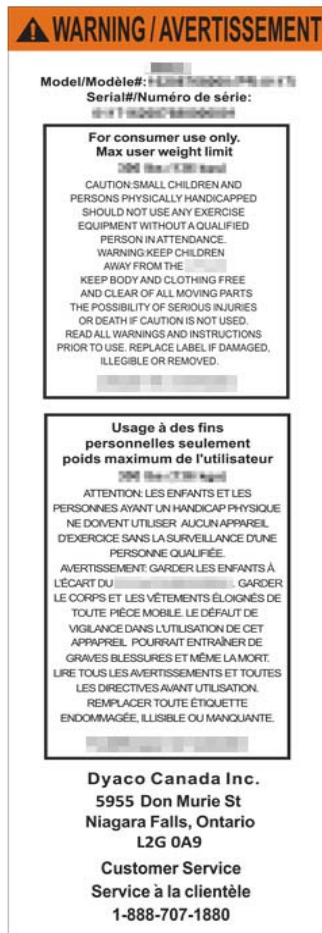 WARNING / AVERTISSEMENT
Model/Modèle#:
Serial#/Numéro de série:
For consumer use only.
Max user weight limit
CAUTION:SMALL CHILDREN AND
PERSONS PHYSICALLY HANDICAPPED
SHOULD NOT USE ANY EXERCISE
EQUIPMENT WITHOUT A QUALIFIED
PERSON IN ATTENDANCE.
WARNING:KEEP CHILDREN
AWAY FROM THE
KEEP BODY AND CLOTHING FREE
AND CLEAR OF ALL MOVING PARTS
THE POSSIBILITY OF SERIOUS INJURIES
OR DEATH IF CAUTION IS NOT USED.
READ ALL WARNINGS AND INSTRUCTIONS
PRIOR TO USE. REPLACE LABEL IF DAMAGED,
ILLEGIBLE OR REMOVED.
Usage à des fins
personnelles seulement
poids maximum de l'utilisateur
ATTENTION: LES ENFANTS ET LES
PERSONNES AYANT UN HANDICAP PHYSIQUE
NE DOIVENT UTILISER AUCUN APPAREIL
D'EXERCICE SANS LA SURVEILLANCE D'UNE
PERSONNE QUALIFIÉE.
AVERTISSEMENT: GARDER LES ENFANTS À
L'ÉCART DU . GARDER
LE CORPS ET LES VÊTEMENTS ÉLOIGNÉS DE
TOUTE PIÈCE MOBILE. LE DÉFAUT DE
VIGILANCE DANS L'UTILISATION DE CET
APPAPREIL POURRAIT ENTRAÎNER DE
GRAVES BLESSURES ET MÊME LA MORT.
LIRE TOUS LES AVERTISSEMENTS ET TOUTES
LES DIRECTIVES AVANT UTILISATION.
REMPLACER TOUTE ÉTIQUETTE
ENDOMMAGÉE, ILLISIBLE OU MANQUANTE.
Dyaco Canada Inc.
5955 Don Murie St
Niagara Falls, Ontario
L2G 0A9
Customer Service
Service à la clientèle
1-888-707-1880